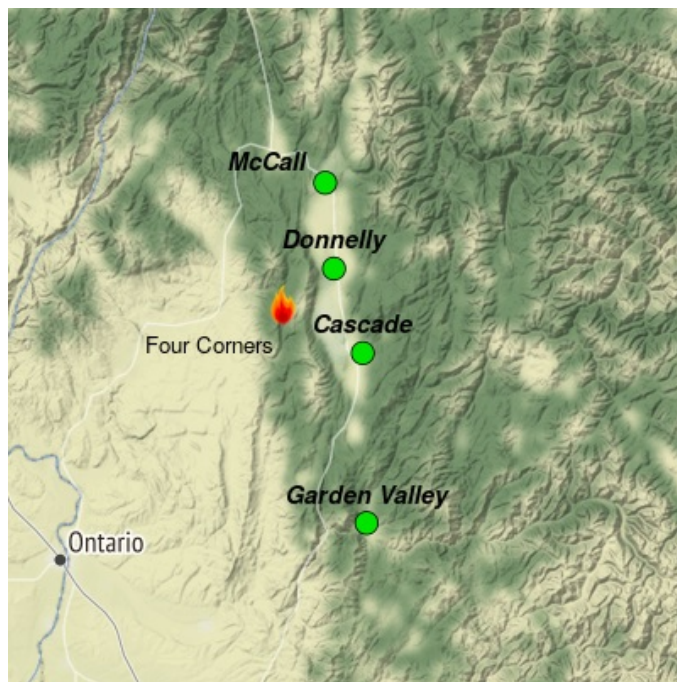 McCall
Donnelly
Cascade
Four Corners
Garden Valley
Ontario